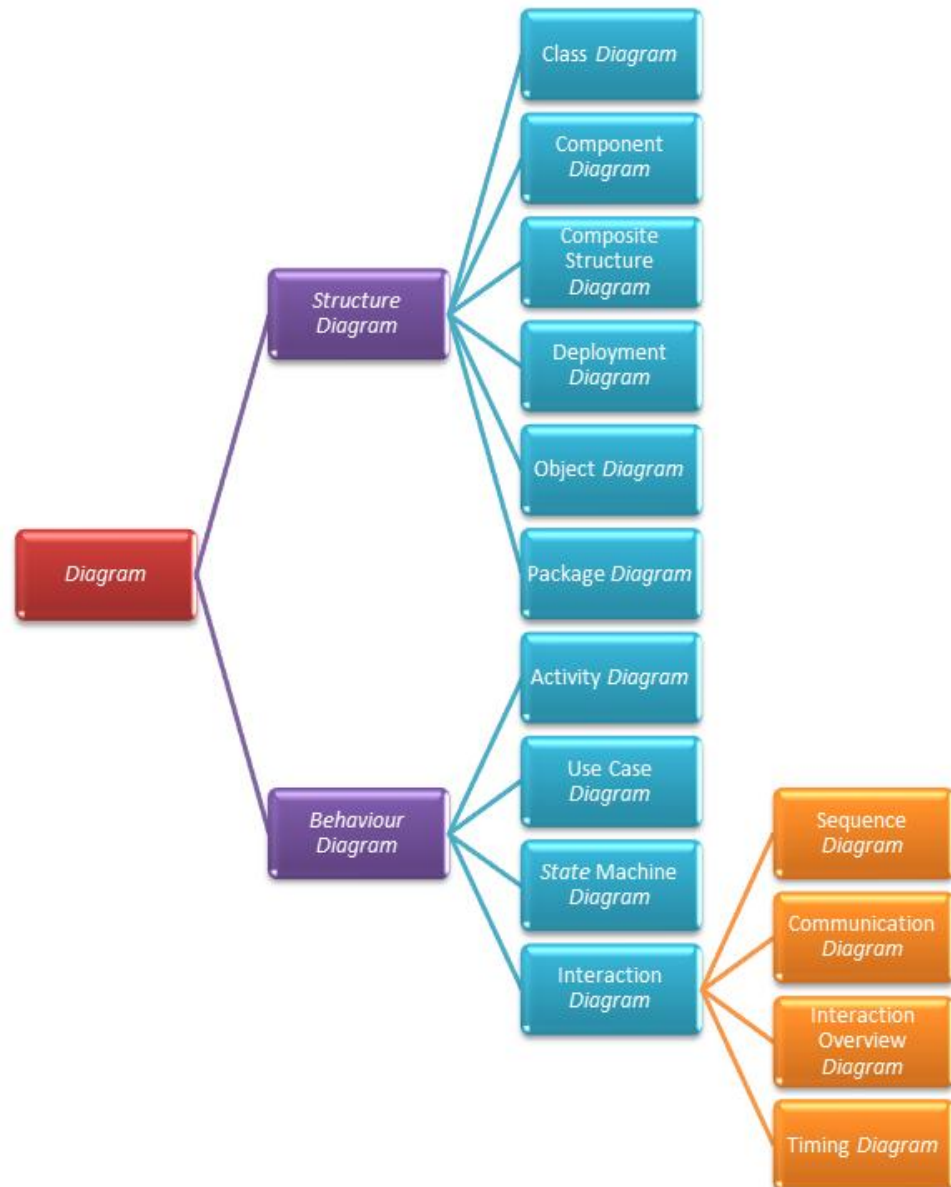 Class Diagram
Component
Diagram
Composite
Structure
Diagram
Structure
Diagram
Deployment
Diagram
Object Diagram
Diagram
Package Diagram
Activity Diagram
Use Case
Diagram
Behaviour
Diagram
Sequence
Diagram
State Machine
Diagram
Communication
Diagram
Interaction
Diagram
Interaction
Overview
Diagram
Timing Diagram